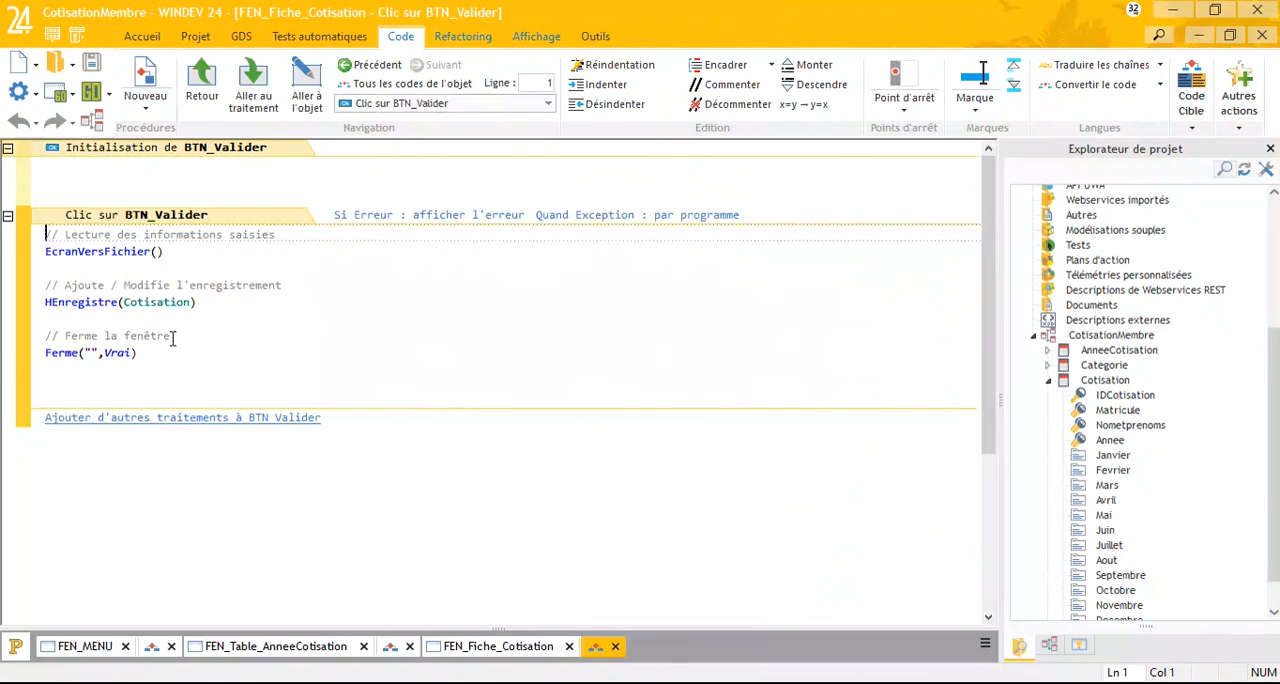 24 CotisationMembre - WINDEV 24 - [FEN_Fiche_Cotisation - Clic sur BTN_Valider] 32
Accueil Projet GDS Tests automatiques Code Refactoring Affichage Outils
Nouveau
Procédures
Retour
Aller au traitement
Aller à l'objet
Précédent Suivant
Tous les codes de l'objet Ligne : 1
Clic sur BTN_Valider
Navigation
Réindentation
Indenter
Désindenter
Encadrer Monter
Commenter Descendre
Décommenter x=y→y=x
Edition
Point d'arrêt
Points d'arrêt
Marque
Marques
Traduire les chaînes
Convertir le code
Langues
Code Cible
Autres actions
Initialisation de BTN_Valider
Clic sur BTN_Valider Si Erreur : afficher l'erreur Quand Exception : par programme
// Lecture des informations saisies
EcranVersFichier()
// Ajoute / Modifie l'enregistrement
HEnregistre(Cotisation)
// Ferme la fenêtre
Ferme("",Vrai)
Ajouter d'autres traitements à BTN_Valider
Explorateur de projet
API UWA
Webservices importés
Autres
Modélisations souples
Tests
Plans d'action
Télémétries personnalisées
Descriptions de Webservices REST
Documents
Descriptions externes
CotisationMembre
AnneeCotisation
Categorie
Cotisation
IDCotisation
Matricule
Nometprenoms
Annee
Janvier
Fevrier
Mars
Avril
Mai
Juin
Juillet
Aout
Septembre
Octobre
Novembre
Decembre
P FEN_MENU FEN_Table_AnneeCotisation FEN_Fiche_Cotisation
Ln 1 Col 1 NUM